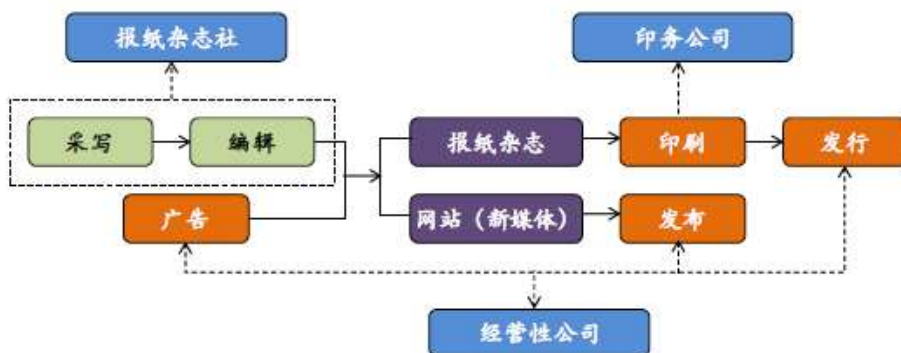 报纸杂志社
印务公司
采写
编辑
报纸杂志
印刷
发行
广告
网站（新媒体）
发布
经营性公司